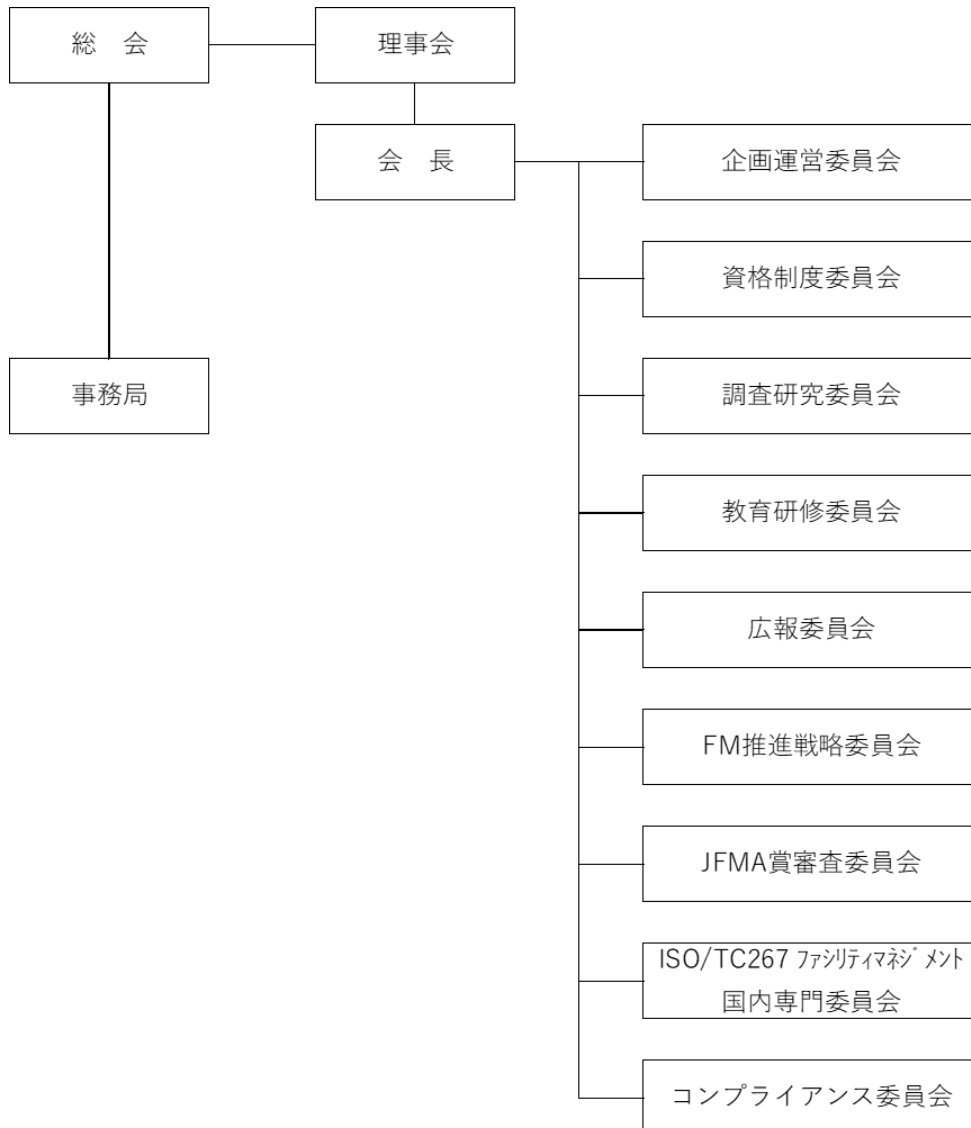 総　会
理事会
会　長
企画運営委員会
資格制度委員会
事務局
調査研究委員会
教育研修委員会
広報委員会
FM推進戦略委員会
JFMA賞審査委員会
ISO/TC267 ﾌｧｼﾘﾃｨﾏﾈｼﾞﾒﾝﾄ
国内専門委員会
コンプライアンス委員会